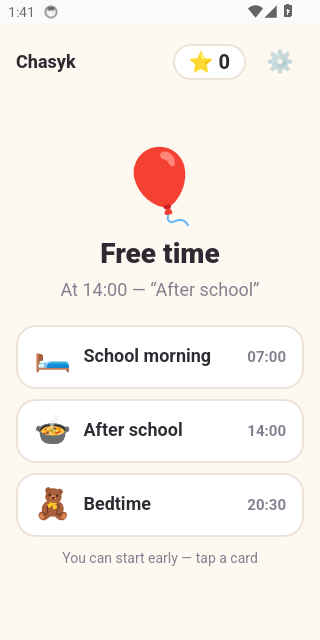 1:41
Chasyk
⭐ 0
⚙️
Free time
At 14:00 — “After school”
School morning 07:00
After school 14:00
Bedtime 20:30
You can start early — tap a card